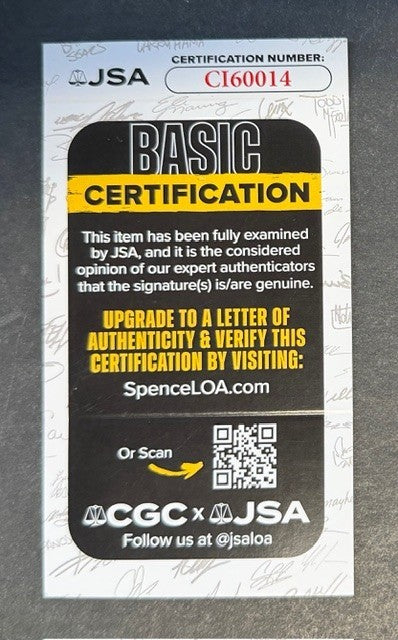 CERTIFICATION NUMBER:
JSA
CI60014
BASIC
CERTIFICATION
This item has been fully examined
by JSA, and it is the considered
opinion of our expert authenticators
that the signature(s) is/are genuine.
UPGRADE TO A LETTER OF
AUTHENTICITY & VERIFY THIS
CERTIFICATION BY VISITING:
SpenceLOA.com
Or Scan
CGC x JSA
Follow us at @jsaloa